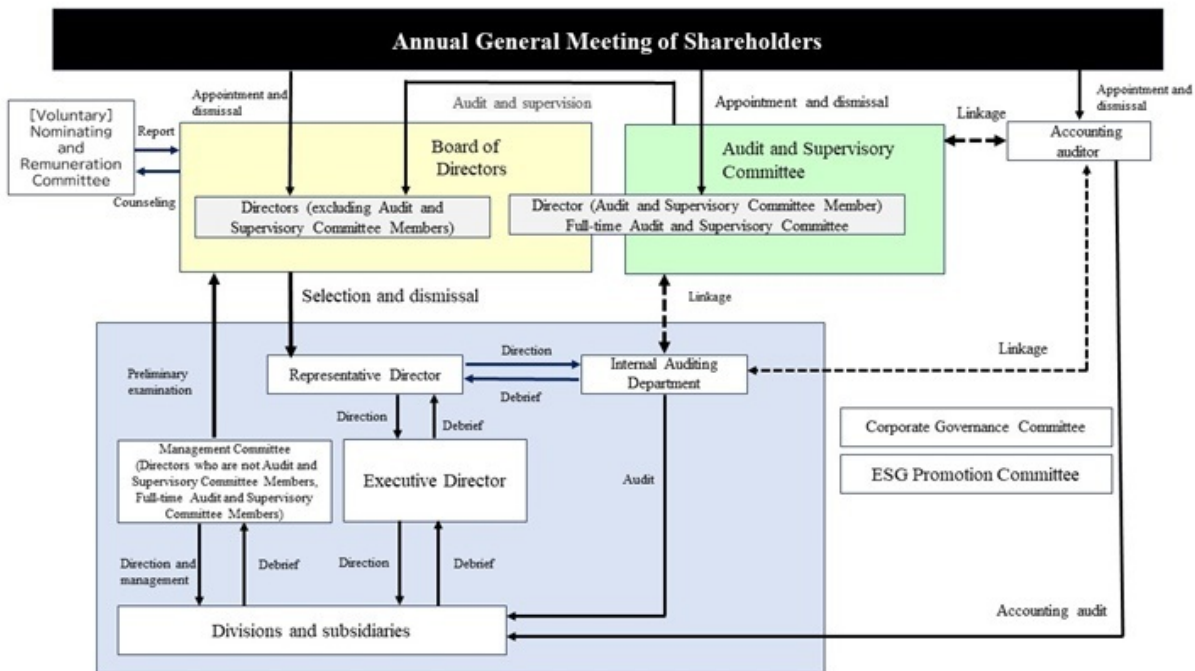 Annual General Meeting of Shareholders
Appointment and
dismissal
Audit and supervision
Appointment and dismissal
Appointment and
dismissal
[Voluntary]
Nominating
and
Remuneration
Committee
Report
Counseling
Board of
Directors
Directors (excluding Audit and
Supervisory Committee Members)
Audit and Supervisory
Committee
Director (Audit and Supervisory Committee Member)
Full-time Audit and Supervisory Committee
Linkage
Accounting
auditor
Selection and dismissal
Linkage
Linkage
Preliminary
examination
Representative Director
Direction
Debrief
Internal Auditing
Department
Direction
Debrief
Management Committee
(Directors who are not Audit and
Supervisory Committee Members,
Full-time Audit and Supervisory
Committee Members)
Executive Director
Audit
Corporate Governance Committee
ESG Promotion Committee
Direction and
management
Debrief
Direction
Debrief
Divisions and subsidiaries
Accounting audit